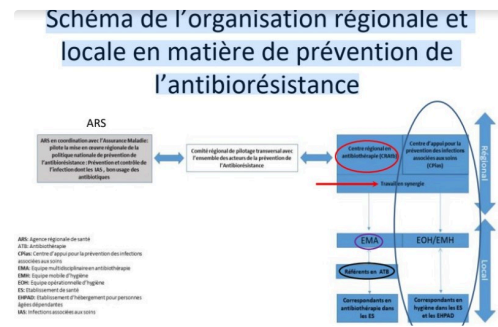 Schéma de l'organisation régionale et
locale en matière de prévention de
l'antibiorésistance
ARS
ARS en coordination avec l'Assurance-Maladie:
pilote la mise en œuvre régionale de la
politique nationale de prévention de
l'antibiorésistance : Prévention et contrôle de
l'infection dont les IAS , bon usage des
antibiotiques
Comité régional de pilotage transversal avec
l'ensemble des acteurs de la prévention de
l'Antibiorésistance
Centre régional en
antibiothérapie (CRAtb)
Centre d'appui pour la
prévention des infections
associées aux soins
(CPias)
Travail en synergie
Régional
EMA
EOH/EMH
Référents en ATB
Correspondants en
antibiothérapie dans
les ES
Correspondants en
hygiène dans les ES
et les EHPAD
Local
ARS: Agence régionale de santé
ATB: Antibiothérapie
CPias: Centre d'appui pour la prévention des infections
associées aux soins
EMA: Equipe multidisciplinaire en antibiothérapie
EMH: Equipe mobile d'hygiène
EOH: Equipe opérationnelle d'hygiène
ES: Etablissement de santé
EHPAD: Etablissement d'hébergement pour personnes
âgées dépendantes
IAS: Infections associées aux soins